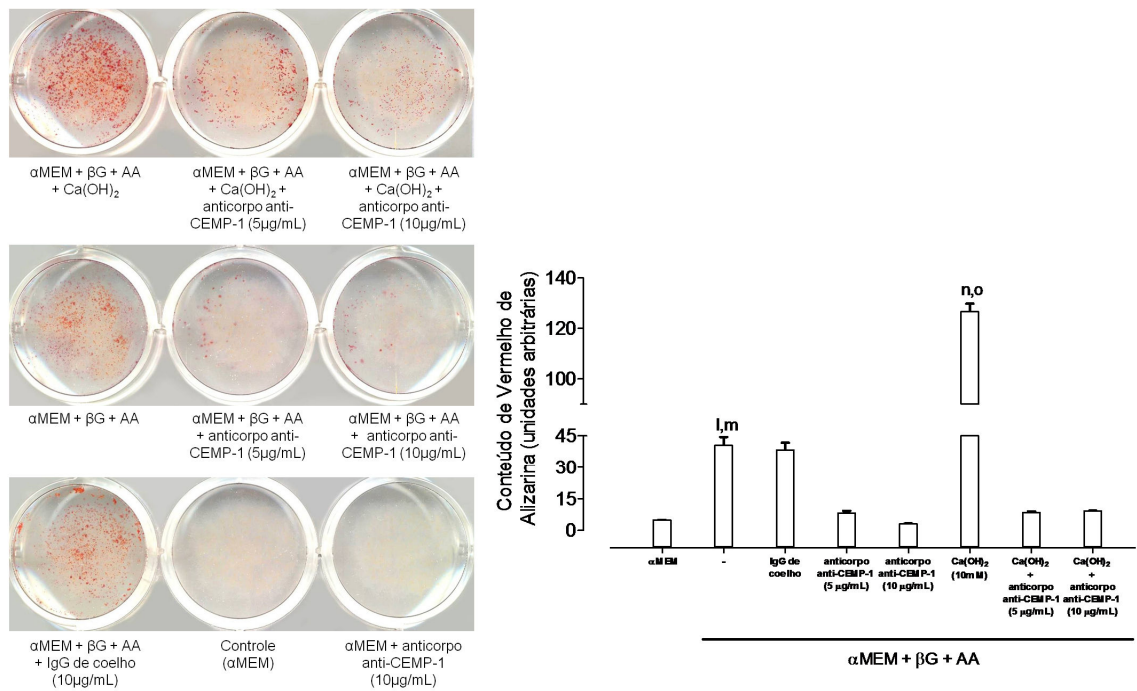 αMEM + βG + AA
+ Ca(OH)₂
αMEM + βG + AA
+ Ca(OH)₂ +
anticorpo anti-
CEMP-1 (5µg/mL)
αMEM + βG + AA
+ Ca(OH)₂ +
anticorpo anti-
CEMP-1 (10µg/mL)
αMEM + βG + AA
αMEM + βG + AA
+ anticorpo anti-
CEMP-1 (5µg/mL)
αMEM + βG + AA
+ anticorpo anti-
CEMP-1 (10µg/mL)
αMEM + βG + AA
+ IgG de coelho
(10µg/mL)
Controle
(αMEM)
αMEM + anticorpo
anti-CEMP-1
(10µg/mL)
Conteúdo de Vermelho de
Alizarina (unidades arbitrárias)
140
120
100
45
30
15
0
l,m
n,o
αMEM
-
IgG de
coelho
anticorpo
anti-CEMP-1
(5 µg/mL)
anticorpo
anti-CEMP-1
(10 µg/mL)
Ca(OH)₂
(10mM)
Ca(OH)₂
+
anticorpo
anti-CEMP-1
(5 µg/mL)
Ca(OH)₂
+
anticorpo
anti-CEMP-1
(10 µg/mL)
αMEM + βG + AA